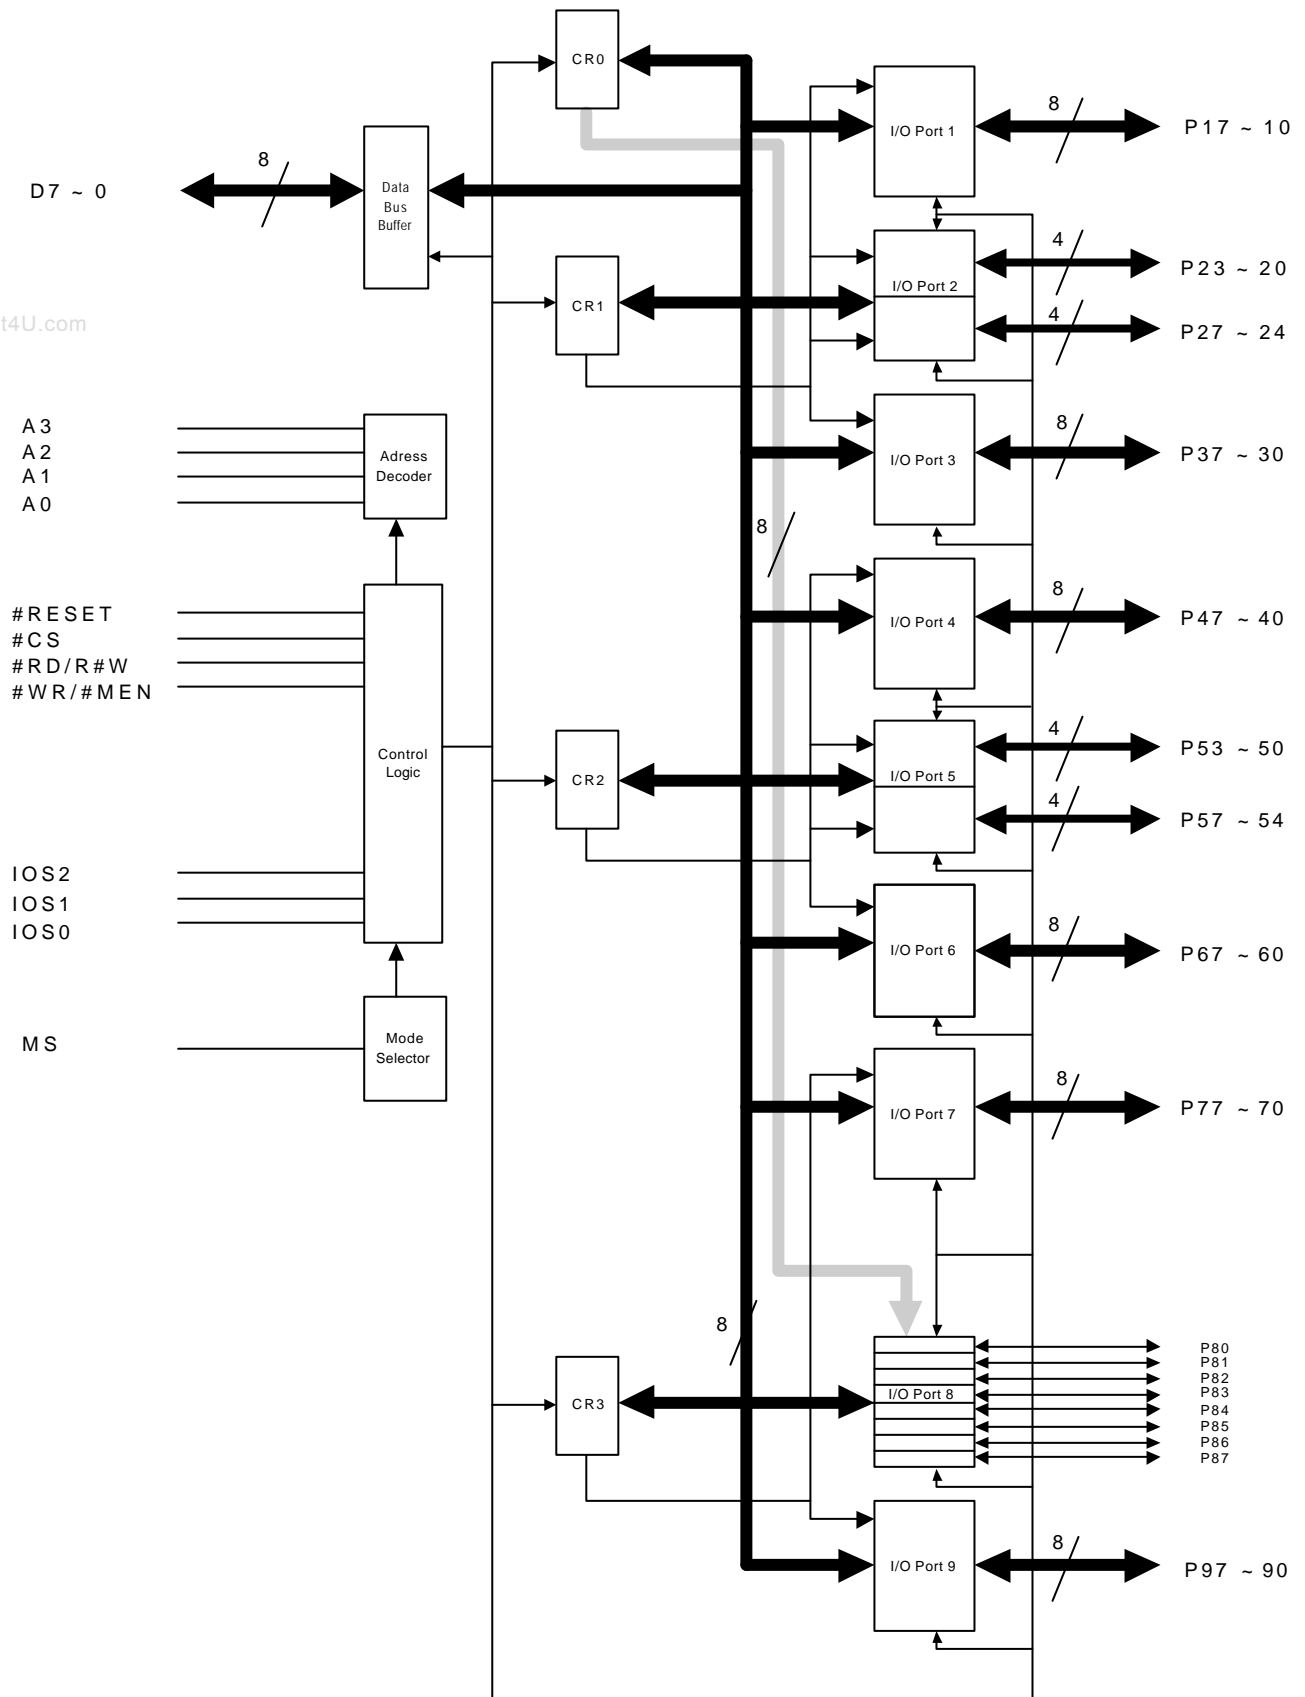 CR0
8
I/O Port 1
P17 ~ 10
8
D7 ~ 0
Data
Bus
Buffer
4
P23 ~ 20
I/O Port 2
CR1
4
P27 ~ 24
t4U.com
A3
A2
A1
A0
Adress
Decoder
8
I/O Port 3
P37 ~ 30
8
#RESET
#CS
#RD/R#W
#WR/#MEN
8
I/O Port 4
P47 ~ 40
Control
Logic
4
P53 ~ 50
CR2
I/O Port 5
4
P57 ~ 54
IOS2
IOS1
IOS0
8
I/O Port 6
P67 ~ 60
MS
Mode
Selector
8
I/O Port 7
P77 ~ 70
8
P80
P81
P82
P83
P84
P85
P86
P87
I/O Port 8
CR3
8
I/O Port 9
P97 ~ 90